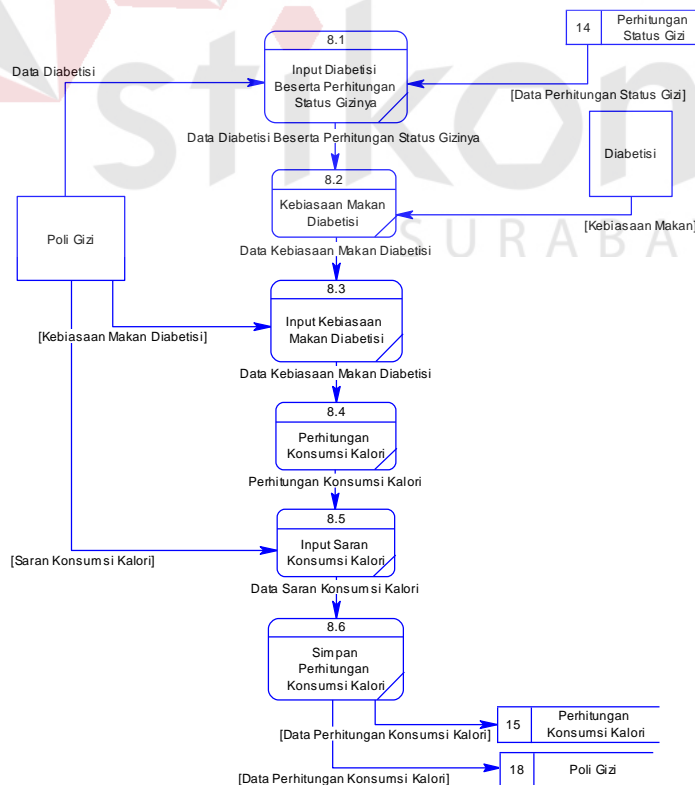 14
Perhitungan
Status Gizi
8.1
Input Diabetisi
Beserta Perhitungan
Status Gizinya
Data Diabetisi
[Data Perhitungan Status Gizi]
stikom
SURABA
Data Diabetisi Beserta Perhitungan Status Gizinya
Diabetisi
8.2
Kebiasaan Makan
Diabetisi
[Kebiasaan Makan]
Poli Gizi
Data Kebiasaan Makan Diabetisi
8.3
Input Kebiasaan
Makan Diabetisi
[Kebiasaan Makan Diabetisi]
Data Kebiasaan Makan Diabetisi
8.4
Perhitungan
Konsumsi Kalori
Perhitungan Konsumsi Kalori
8.5
Input Saran
Konsumsi Kalori
[Saran Konsumsi Kalori]
Data Saran Konsumsi Kalori
8.6
Simpan
Perhitungan
Konsumsi Kalori
15
Perhitungan
Konsumsi Kalori
[Data Perhitungan Konsumsi Kalori]
18
Poli Gizi
[Data Perhitungan Konsumsi Kalori]